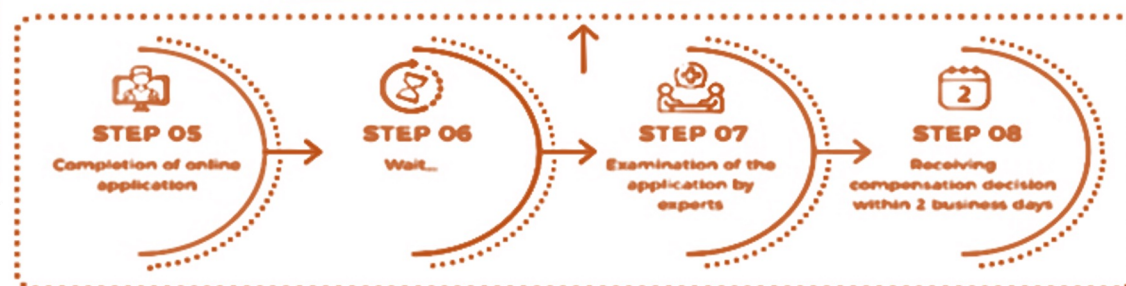 STEP 05
Completion of online
application
STEP 06
Wait...
STEP 07
Examination of the
application by
experts
2
STEP 08
Receiving
compensation decision
within 2 business days